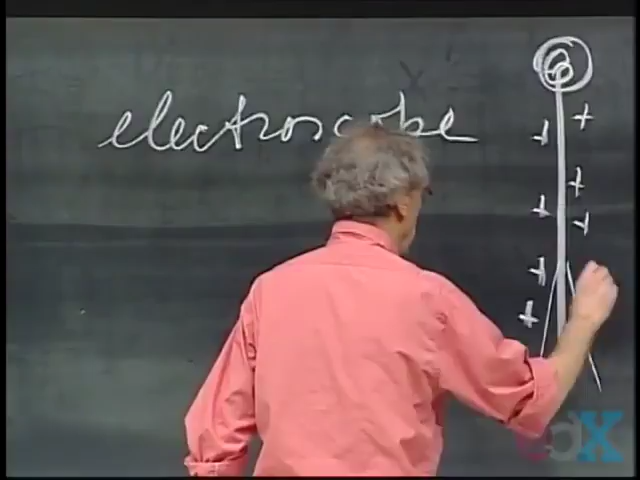 electroscope
+ +
+ +
+ +
+
+
edX